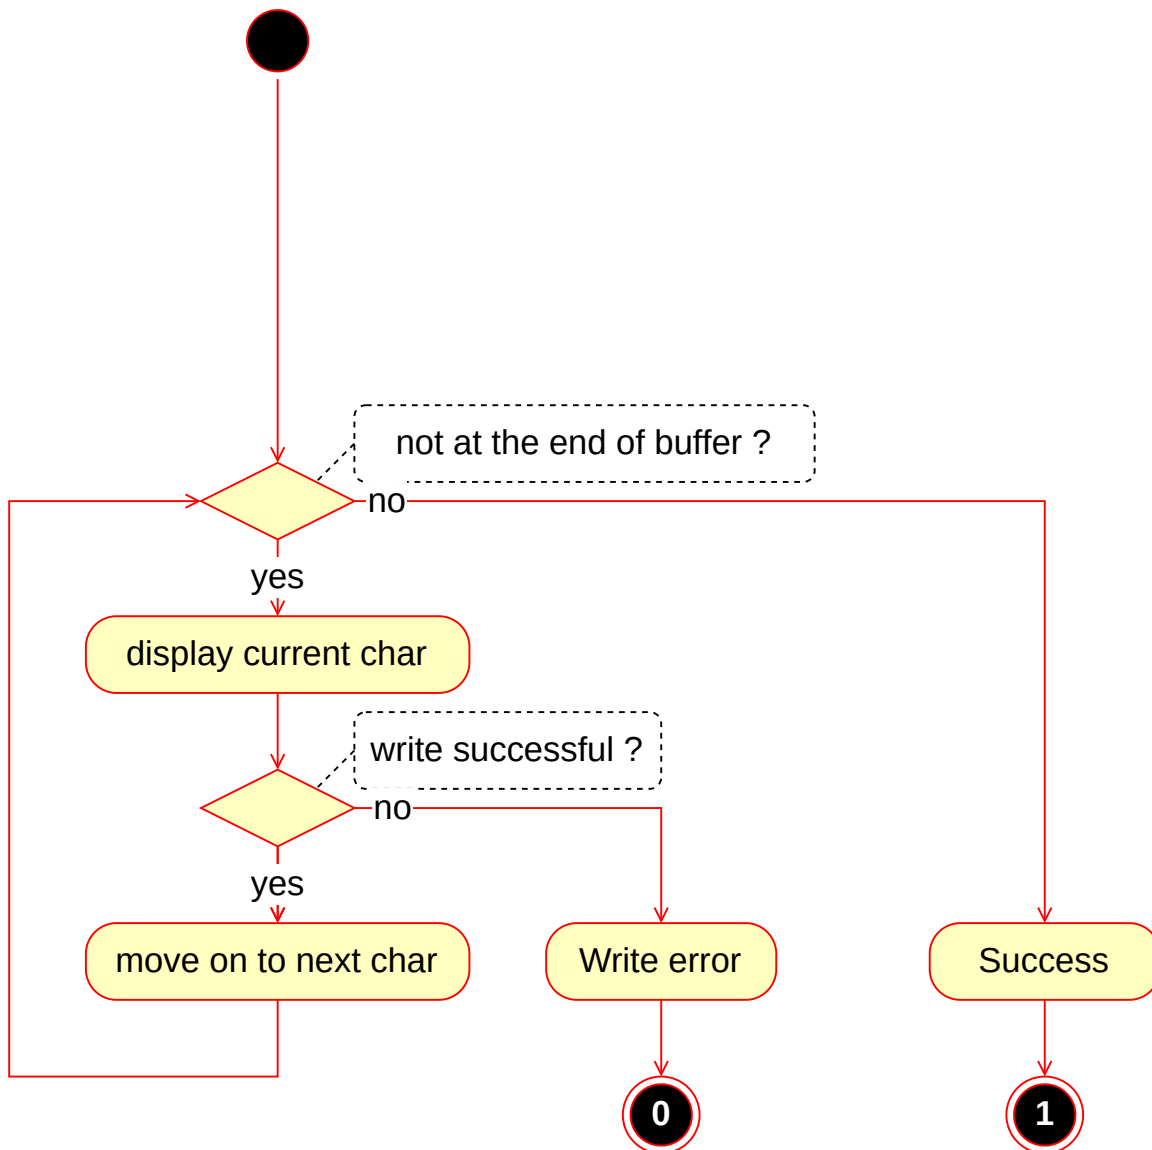 not at the end of buffer ?
no
yes
display current char
write successful ?
no
yes
move on to next char
Write error
Success
0
1